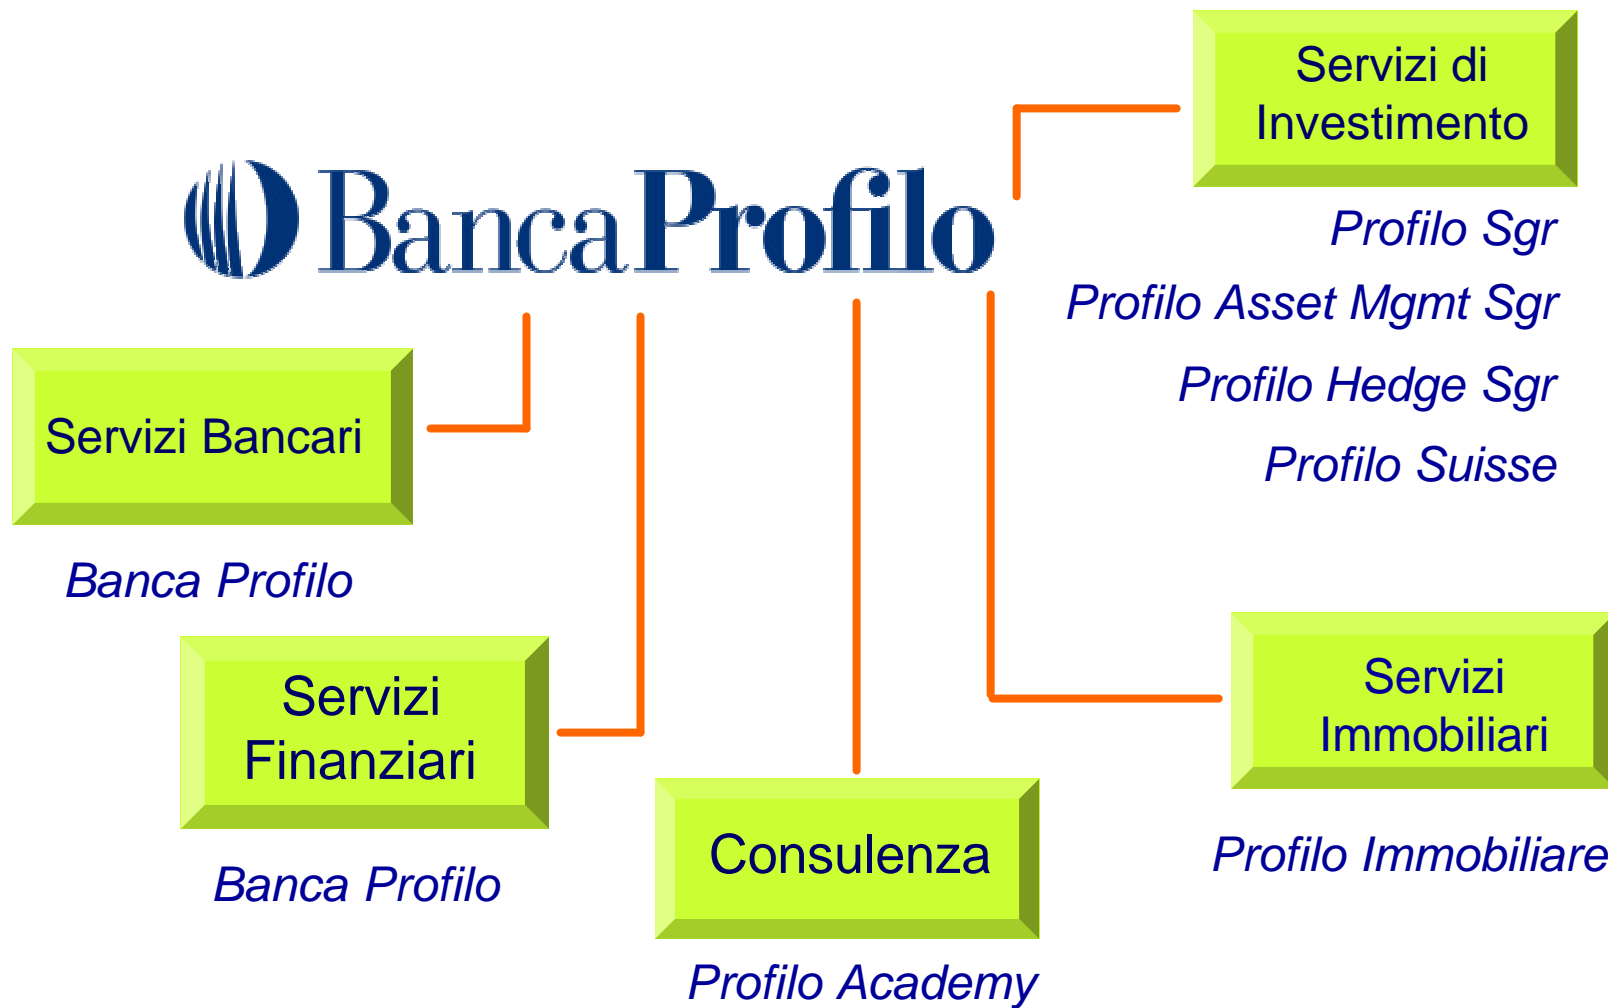 Servizi di
Investimento
BancaProfilo
Profilo Sgr
Profilo Asset Mgmt Sgr
Profilo Hedge Sgr
Profilo Suisse
Servizi Bancari
Banca Profilo
Servizi
Finanziari
Banca Profilo
Consulenza
Profilo Academy
Servizi
Immobiliari
Profilo Immobiliare